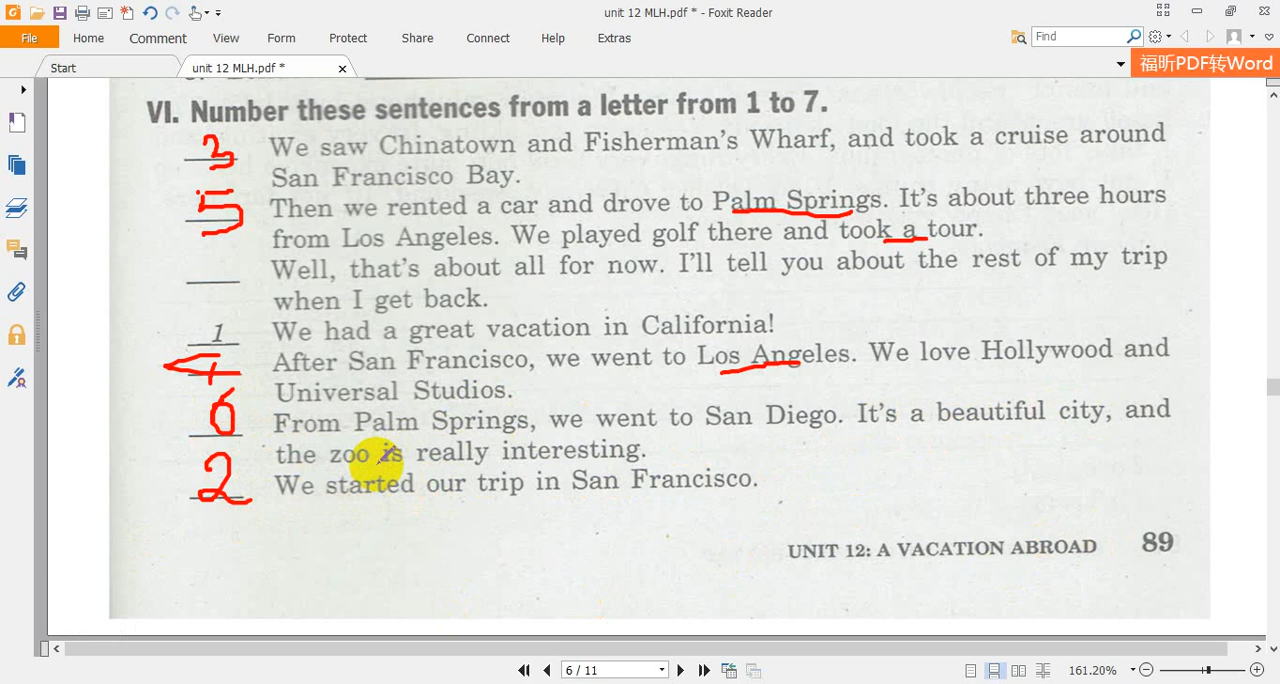 unit 12 MLH.pdf * - Foxit Reader
File Home Comment View Form Protect Share Connect Help Extras Find
Start unit 12 MLH.pdf * 福昕PDF转Word
VI. Number these sentences from a letter from 1 to 7.
3 We saw Chinatown and Fisherman's Wharf, and took a cruise around
San Francisco Bay.
5 Then we rented a car and drove to Palm Springs. It's about three hours
from Los Angeles. We played golf there and took a tour.
Well, that's about all for now. I'll tell you about the rest of my trip
when I get back.
1 We had a great vacation in California!
4 After San Francisco, we went to Los Angeles. We love Hollywood and
Universal Studios.
6 From Palm Springs, we went to San Diego. It's a beautiful city, and
the zoo is really interesting.
2 We started our trip in San Francisco.
UNIT 12: A VACATION ABROAD 89
6 / 11 161.20%